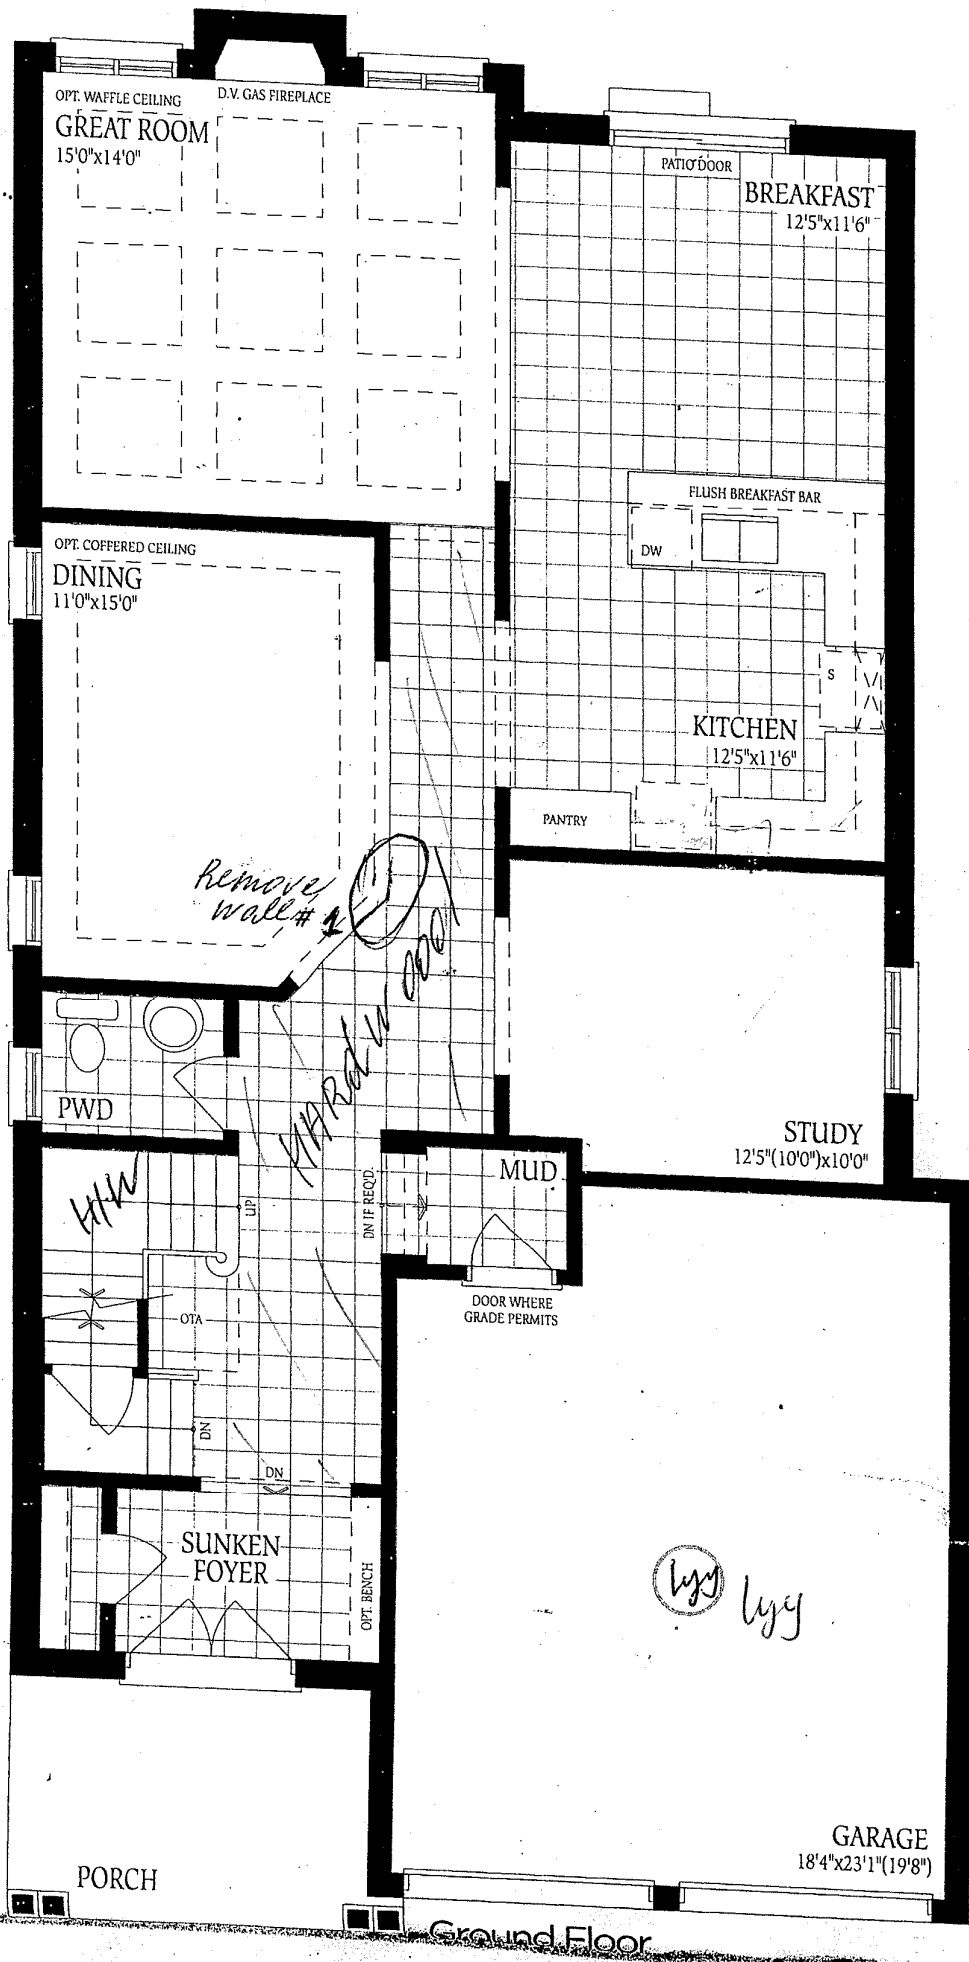 OPT. WAFFLE CEILING
D.V. GAS FIREPLACE
GREAT ROOM
15'0"x14'0"
PATIO DOOR
BREAKFAST
12'5"x11'6"
FLUSH BREAKFAST BAR
DW
OPT. COFFERED CEILING
DINING
11'0"x15'0"
S
KITCHEN
12'5"x11'6"
PANTRY
Remove
wall # 1
HARdWOOD
PWD
STUDY
12'5"(10'0")x10'0"
MUD
H/W
UP
DN IF REQ'D.
DOOR WHERE
GRADE PERMITS
OTA
DN
DN
SUNKEN
FOYER
OPT. BENCH
GARAGE
18'4"x23'1"(19'8")
PORCH
Ground Floor